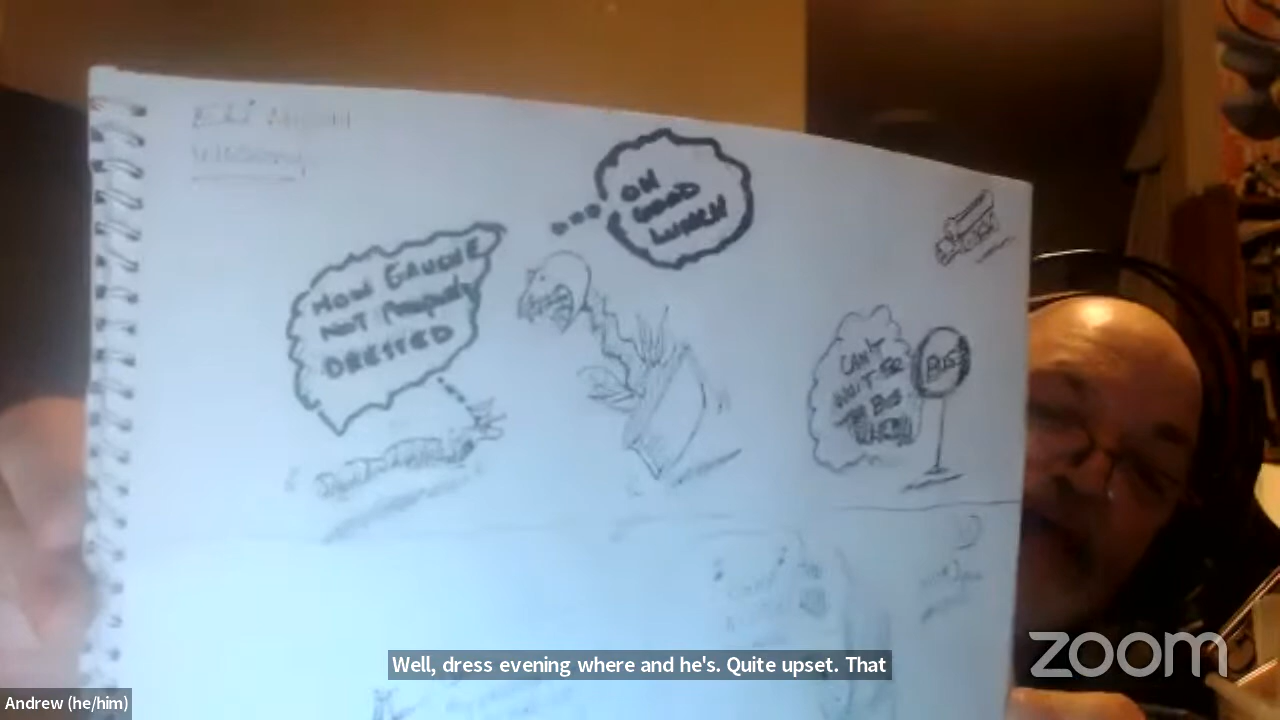 OH
GOOD
LUNCH
HOW GAUCHE
NOT PROPERLY
DRESSED
CAN'T
WAIT FOR
THE BUS
BUS
Well, dress evening where and he's. Quite upset. That
Andrew (he/him)
zoom